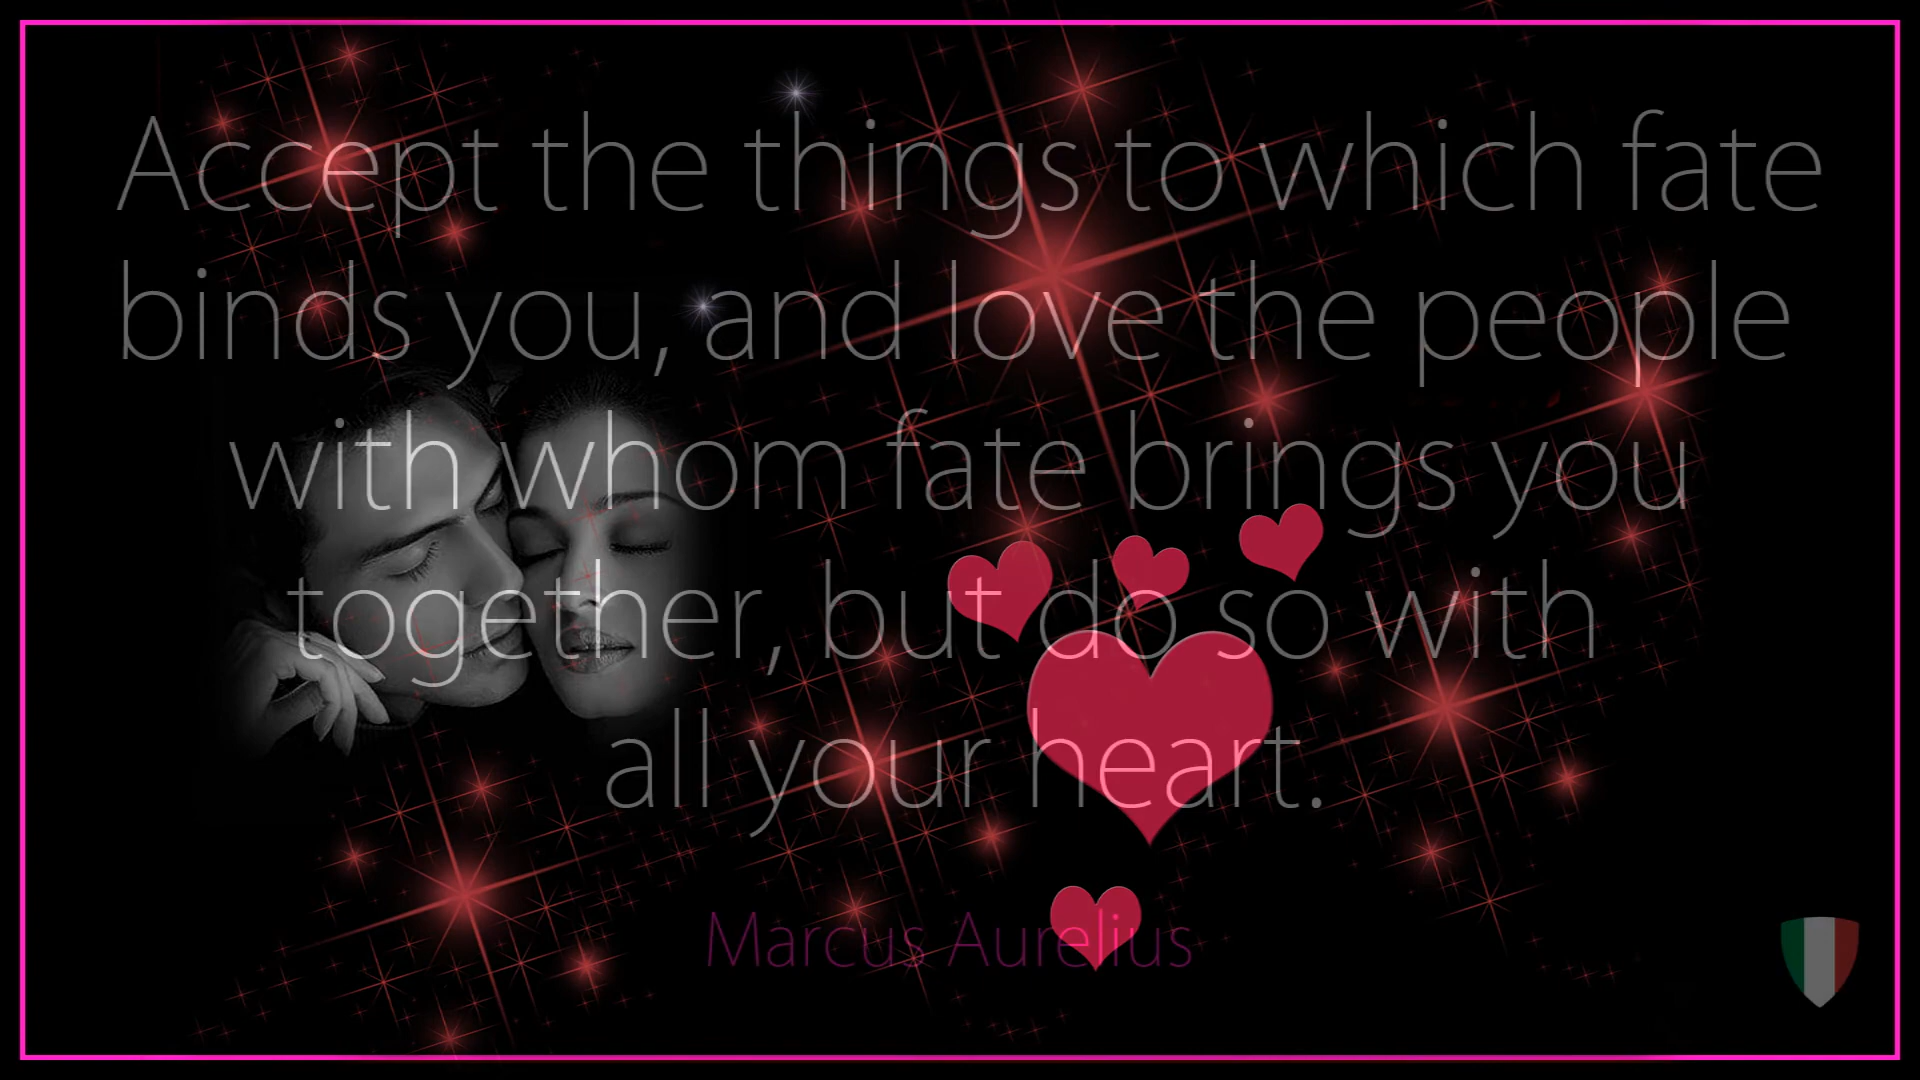 Accept the things to which fate
binds you, and love the people
with whom fate brings you
together, but do so with
all your heart.
Marcus Aurelius